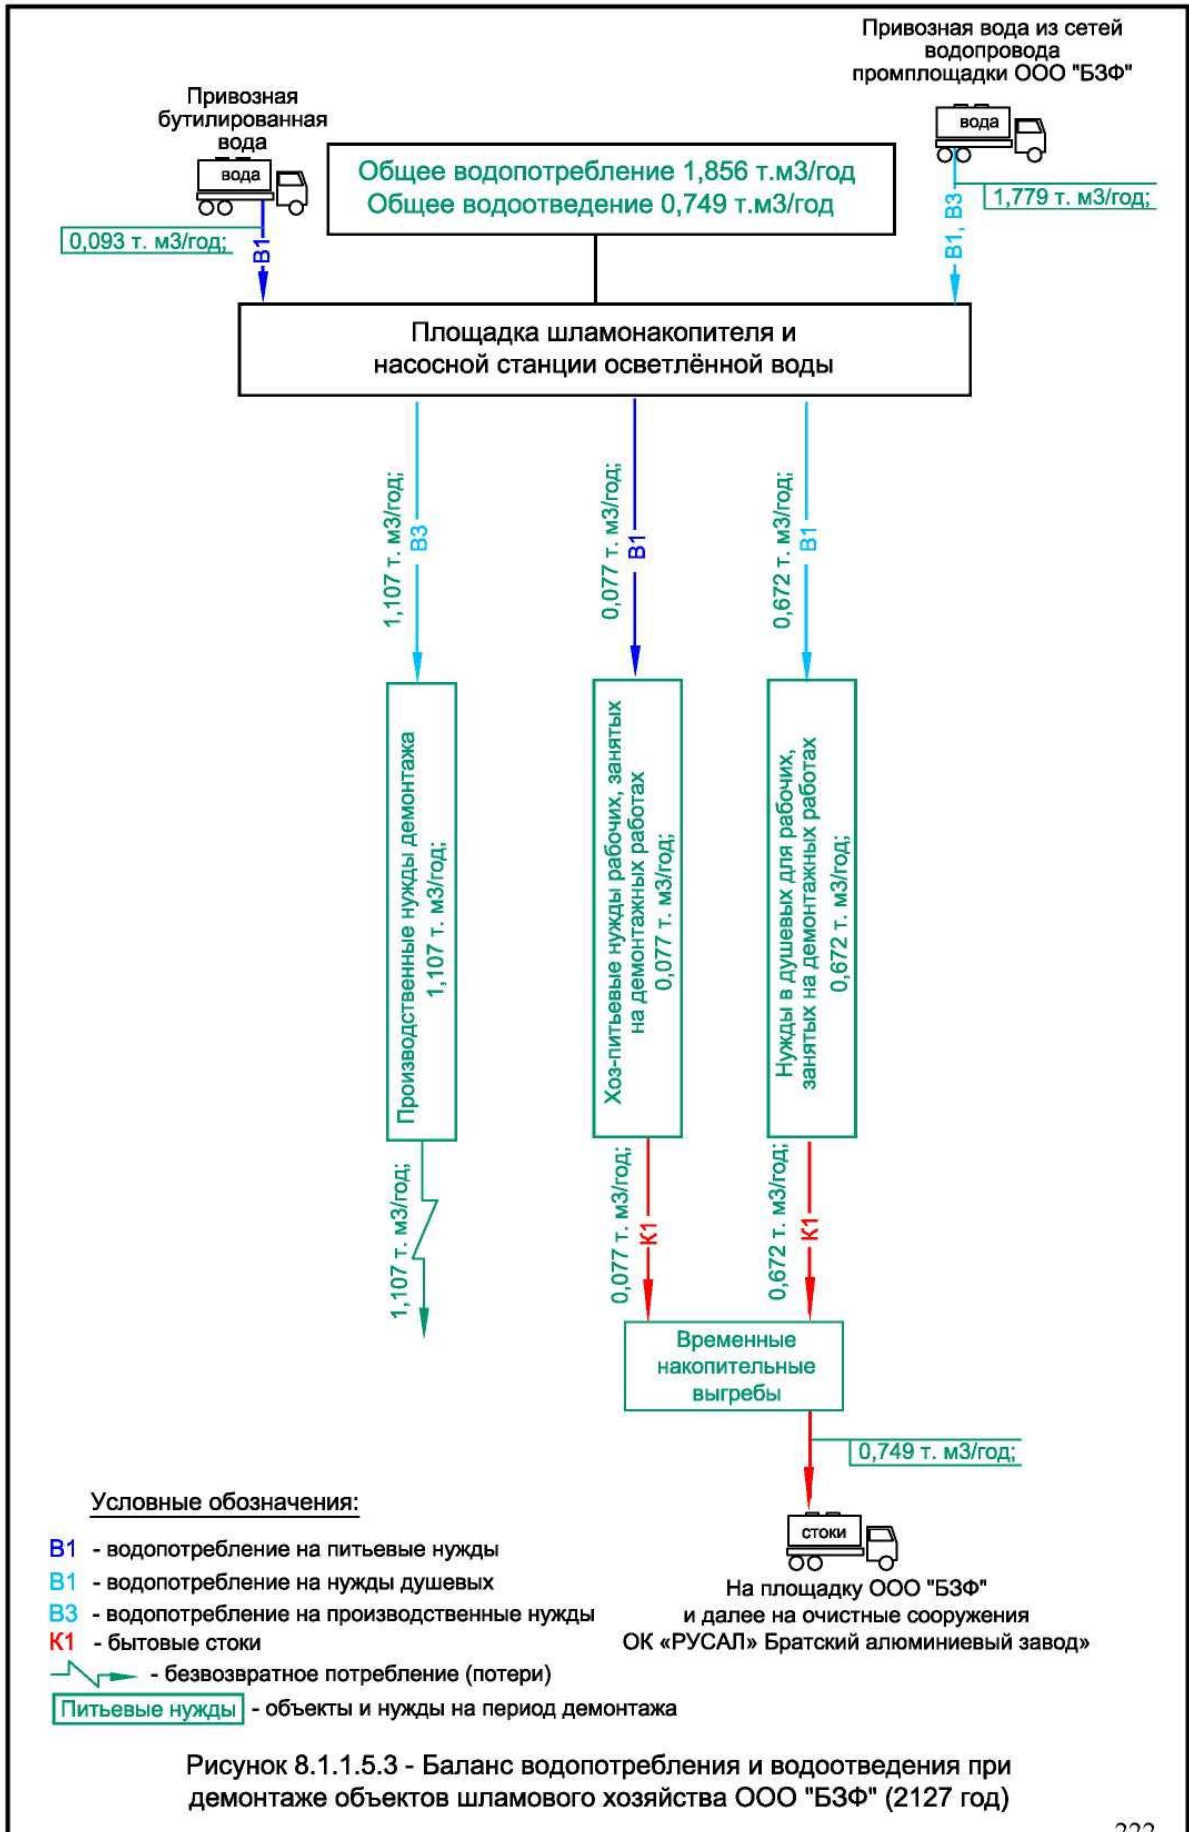 Привозная вода из сетей
водопровода
промплощадки ООО "БЗФ"
вода
1,779 т. м3/год;
В1, В3
Привозная
бутилированная
вода
вода
0,093 т. м3/год;
В1
Общее водопотребление 1,856 т.м3/год
Общее водоотведение 0,749 т.м3/год
Площадка шламонакопителя и
насосной станции осветлённой воды
1,107 т. м3/год;
В3
0,077 т. м3/год;
В1
0,672 т. м3/год;
В1
Производственные нужды демонтажа
1,107 т. м3/год;
Хоз-питьевые нужды рабочих, занятых
на демонтажных работах
0,077 т. м3/год;
Нужды в душевых для рабочих,
занятых на демонтажных работах
0,672 т. м3/год;
1,107 т. м3/год;
0,077 т. м3/год;
К1
0,672 т. м3/год;
К1
Временные
накопительные
выгребы
0,749 т. м3/год;
стоки
На площадку ООО "БЗФ"
и далее на очистные сооружения
ОК «РУСАЛ» Братский алюминиевый завод»
Условные обозначения:
В1 - водопотребление на питьевые нужды
В1 - водопотребление на нужды душевых
В3 - водопотребление на производственные нужды
К1 - бытовые стоки
- безвозвратное потребление (потери)
Питьевые нужды - объекты и нужды на период демонтажа
Рисунок 8.1.1.5.3 - Баланс водопотребления и водоотведения при
демонтаже объектов шламового хозяйства ООО "БЗФ" (2127 год)